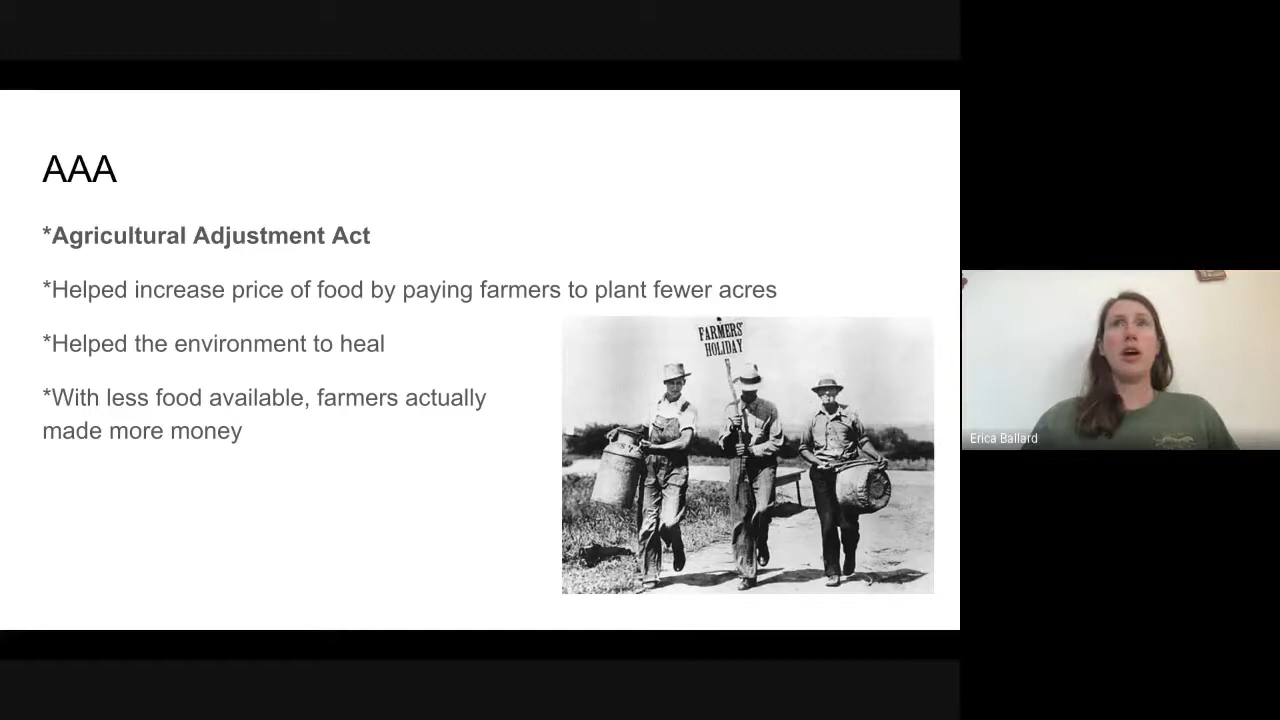 AAA
*Agricultural Adjustment Act
*Helped increase price of food by paying farmers to plant fewer acres
*Helped the environment to heal
*With less food available, farmers actually
made more money
FARMERS'
HOLIDAY
Erica Ballard